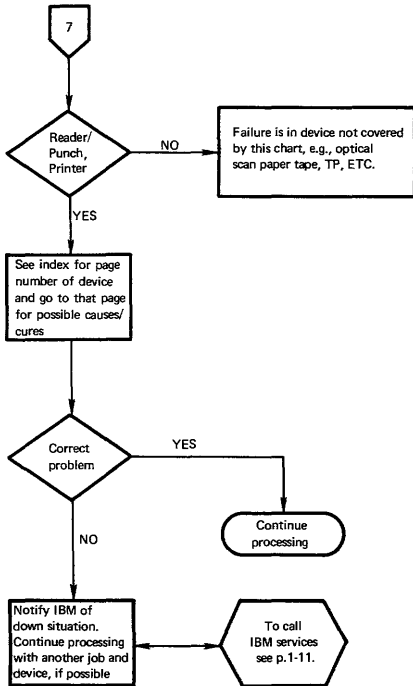 7
Reader/
Punch,
Printer
NO
Failure is in device not covered
by this chart, e.g., optical
scan paper tape, TP, ETC.
YES
See index for page
number of device
and go to that page
for possible causes/
cures
Correct
problem
YES
Continue
processing
NO
Notify IBM of
down situation.
Continue processing
with another job and
device, if possible
To call
IBM services
see p.1-11.